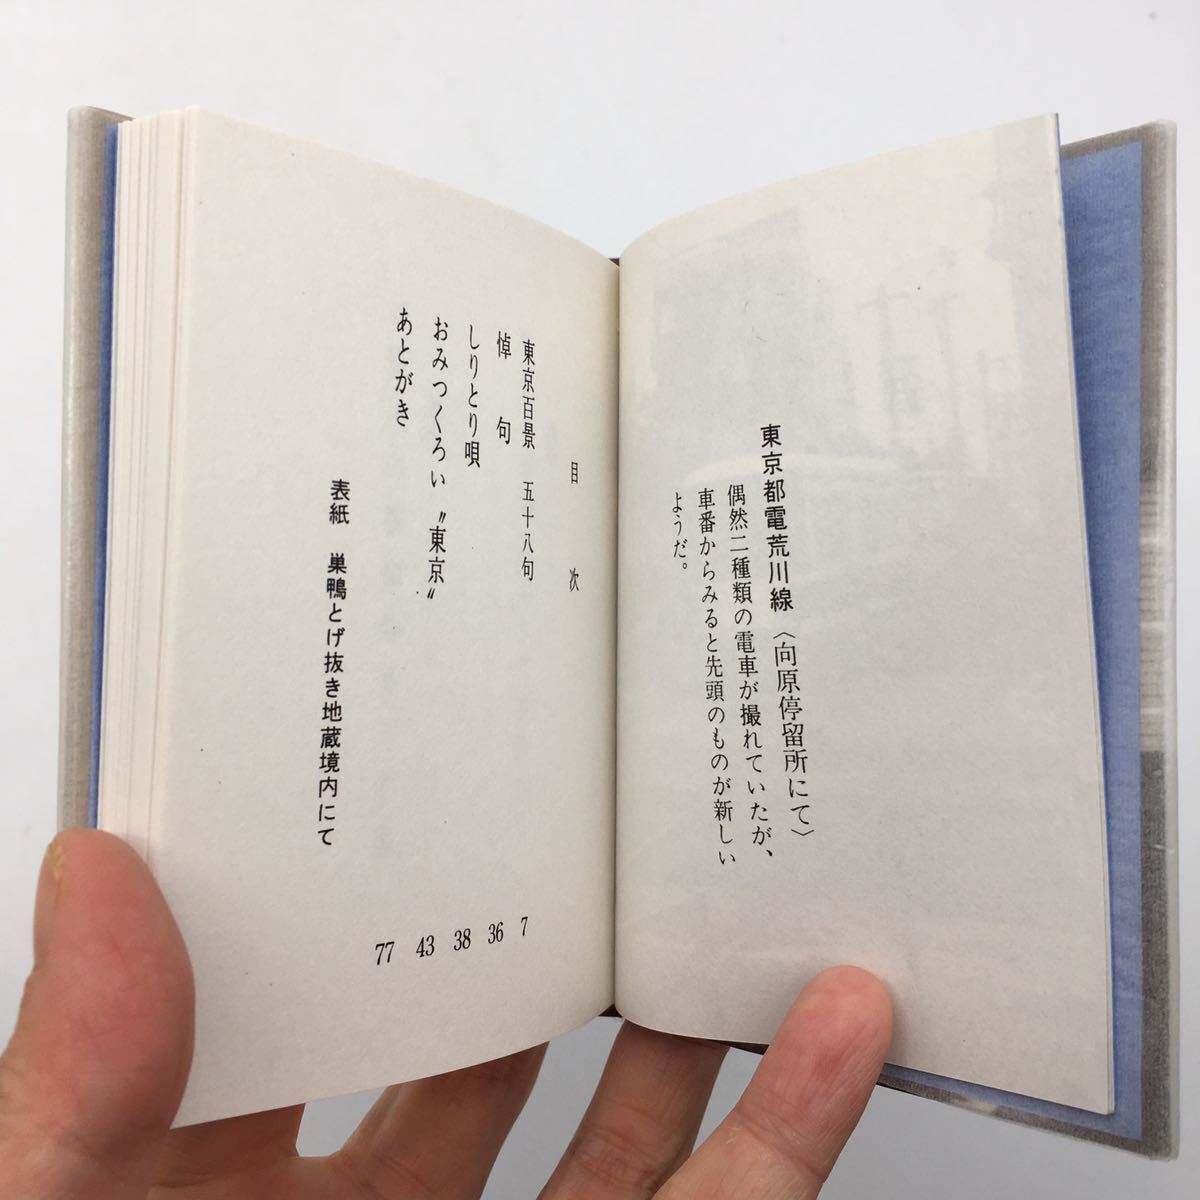 東京都電荒川線〈向原停留所にて〉
偶然二種類の電車が撮れていたが、
車番からみると先頭のものが新しい
ようだ。
目次
東京百景 五十八句 7
悼句 36
しりとり唄 38
おみつくろい〝東京〟 43
あとがき 77
表紙 巣鴨とげ抜き地蔵境内にて